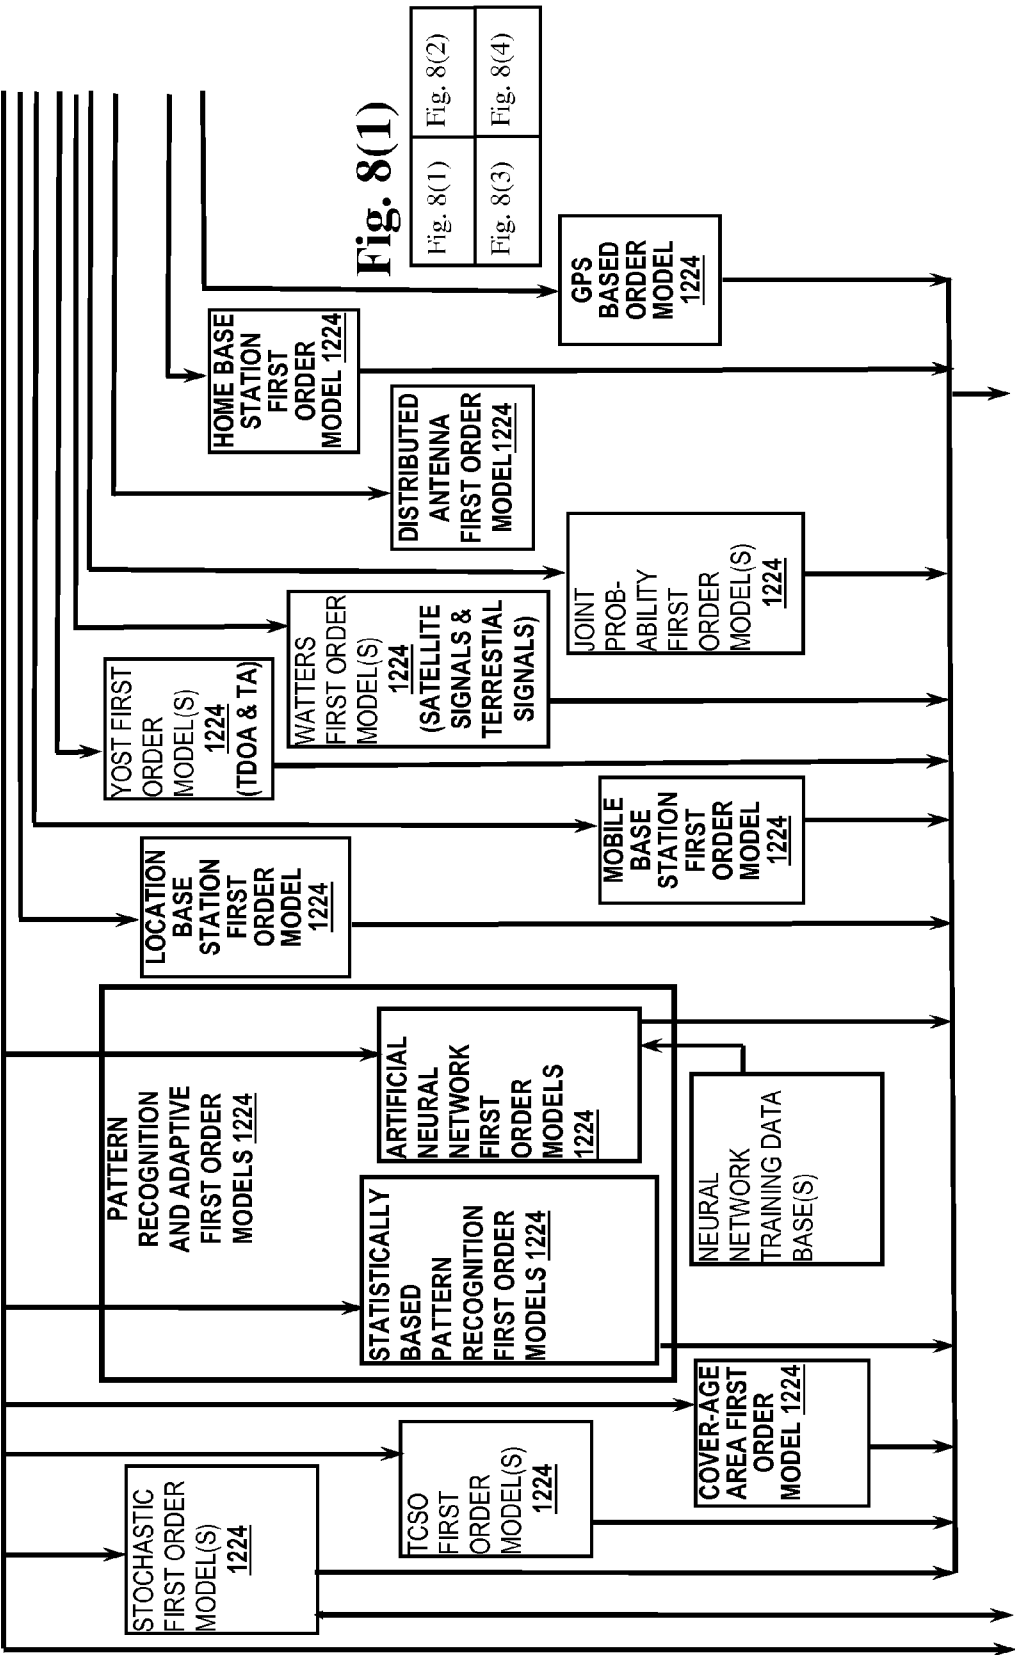 Fig. 8(1)
Fig. 8(1)
Fig. 8(2)
Fig. 8(3)
Fig. 8(4)
STOCHASTIC
FIRST ORDER
MODEL(S)
1224
TCSO
FIRST
ORDER
MODEL(S)
1224
COVER-AGE
AREA FIRST
ORDER
MODEL 1224
PATTERN
RECOGNITION
AND ADAPTIVE
FIRST ORDER
MODELS 1224
STATISTICALLY
BASED
PATTERN
RECOGNITION
FIRST ORDER
MODELS 1224
ARTIFICIAL
NEURAL
NETWORK
FIRST
ORDER
MODELS
1224
NEURAL
NETWORK
TRAINING DATA
BASE(S)
LOCATION
BASE
STATION
FIRST
ORDER
MODEL
1224
MOBILE
BASE
STATION
FIRST
ORDER
MODEL
1224
YOST FIRST
ORDER
MODEL(S)
1224
(TDOA & TA)
WATTERS
FIRST ORDER
MODEL(S)
1224
(SATELLITE
SIGNALS &
TERRESTIAL
SIGNALS)
JOINT
PROB-
ABILITY
FIRST
ORDER
MODEL(S)
1224
DISTRIBUTED
ANTENNA
FIRST ORDER
MODEL1224
HOME BASE
STATION
FIRST
ORDER
MODEL 1224
GPS
BASED
ORDER
MODEL
1224